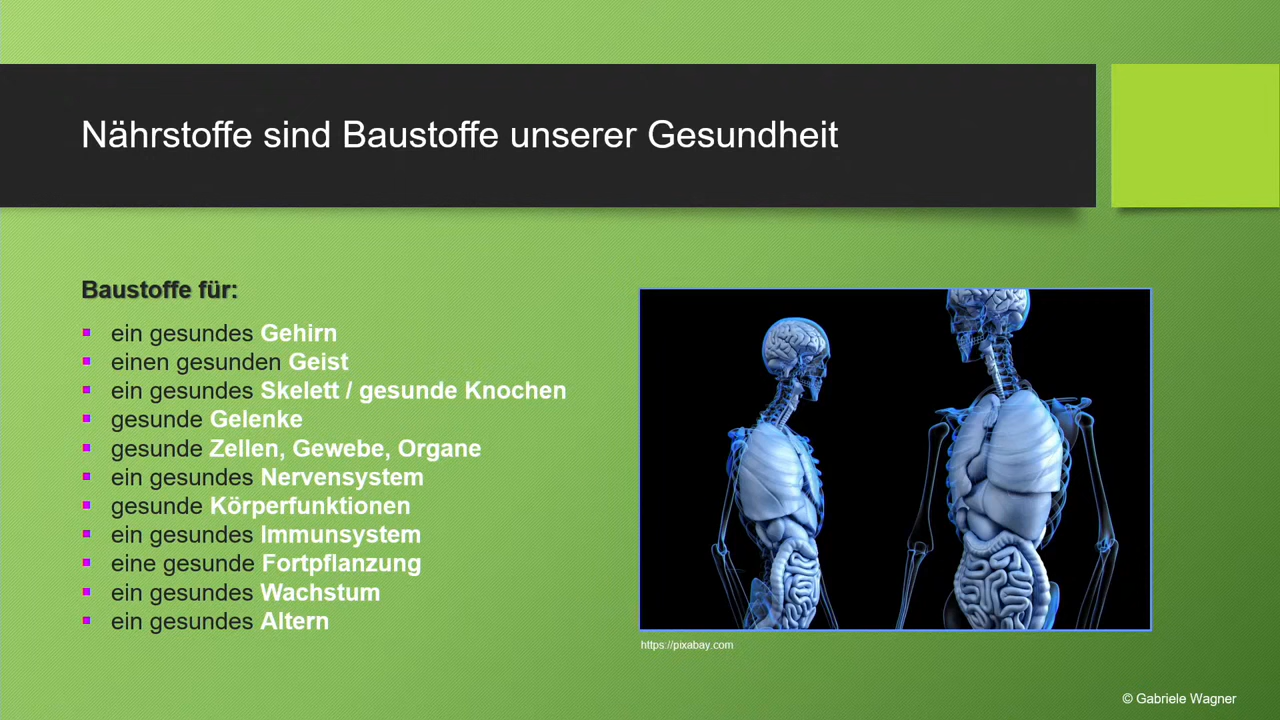 Nährstoffe sind Baustoffe unserer Gesundheit
Baustoffe für:
ein gesundes Gehirn
einen gesunden Geist
ein gesundes Skelett / gesunde Knochen
gesunde Gelenke
gesunde Zellen, Gewebe, Organe
ein gesundes Nervensystem
gesunde Körperfunktionen
ein gesundes Immunsystem
eine gesunde Fortpflanzung
ein gesundes Wachstum
ein gesundes Altern
https://pixabay.com
© Gabriele Wagner